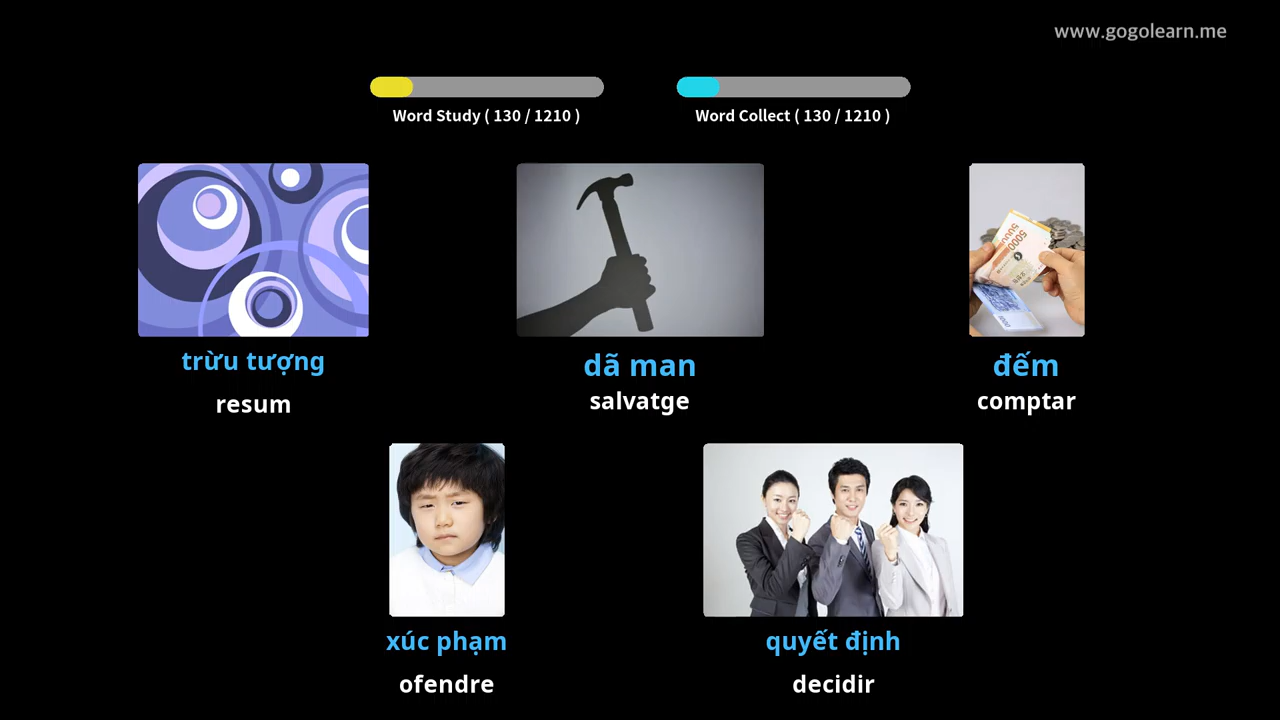 www.gogolearn.me
Word Study ( 130 / 1210 )
Word Collect ( 130 / 1210 )
trừu tượng
resum
dã man
salvatge
đếm
comptar
xúc phạm
ofendre
quyết định
decidir